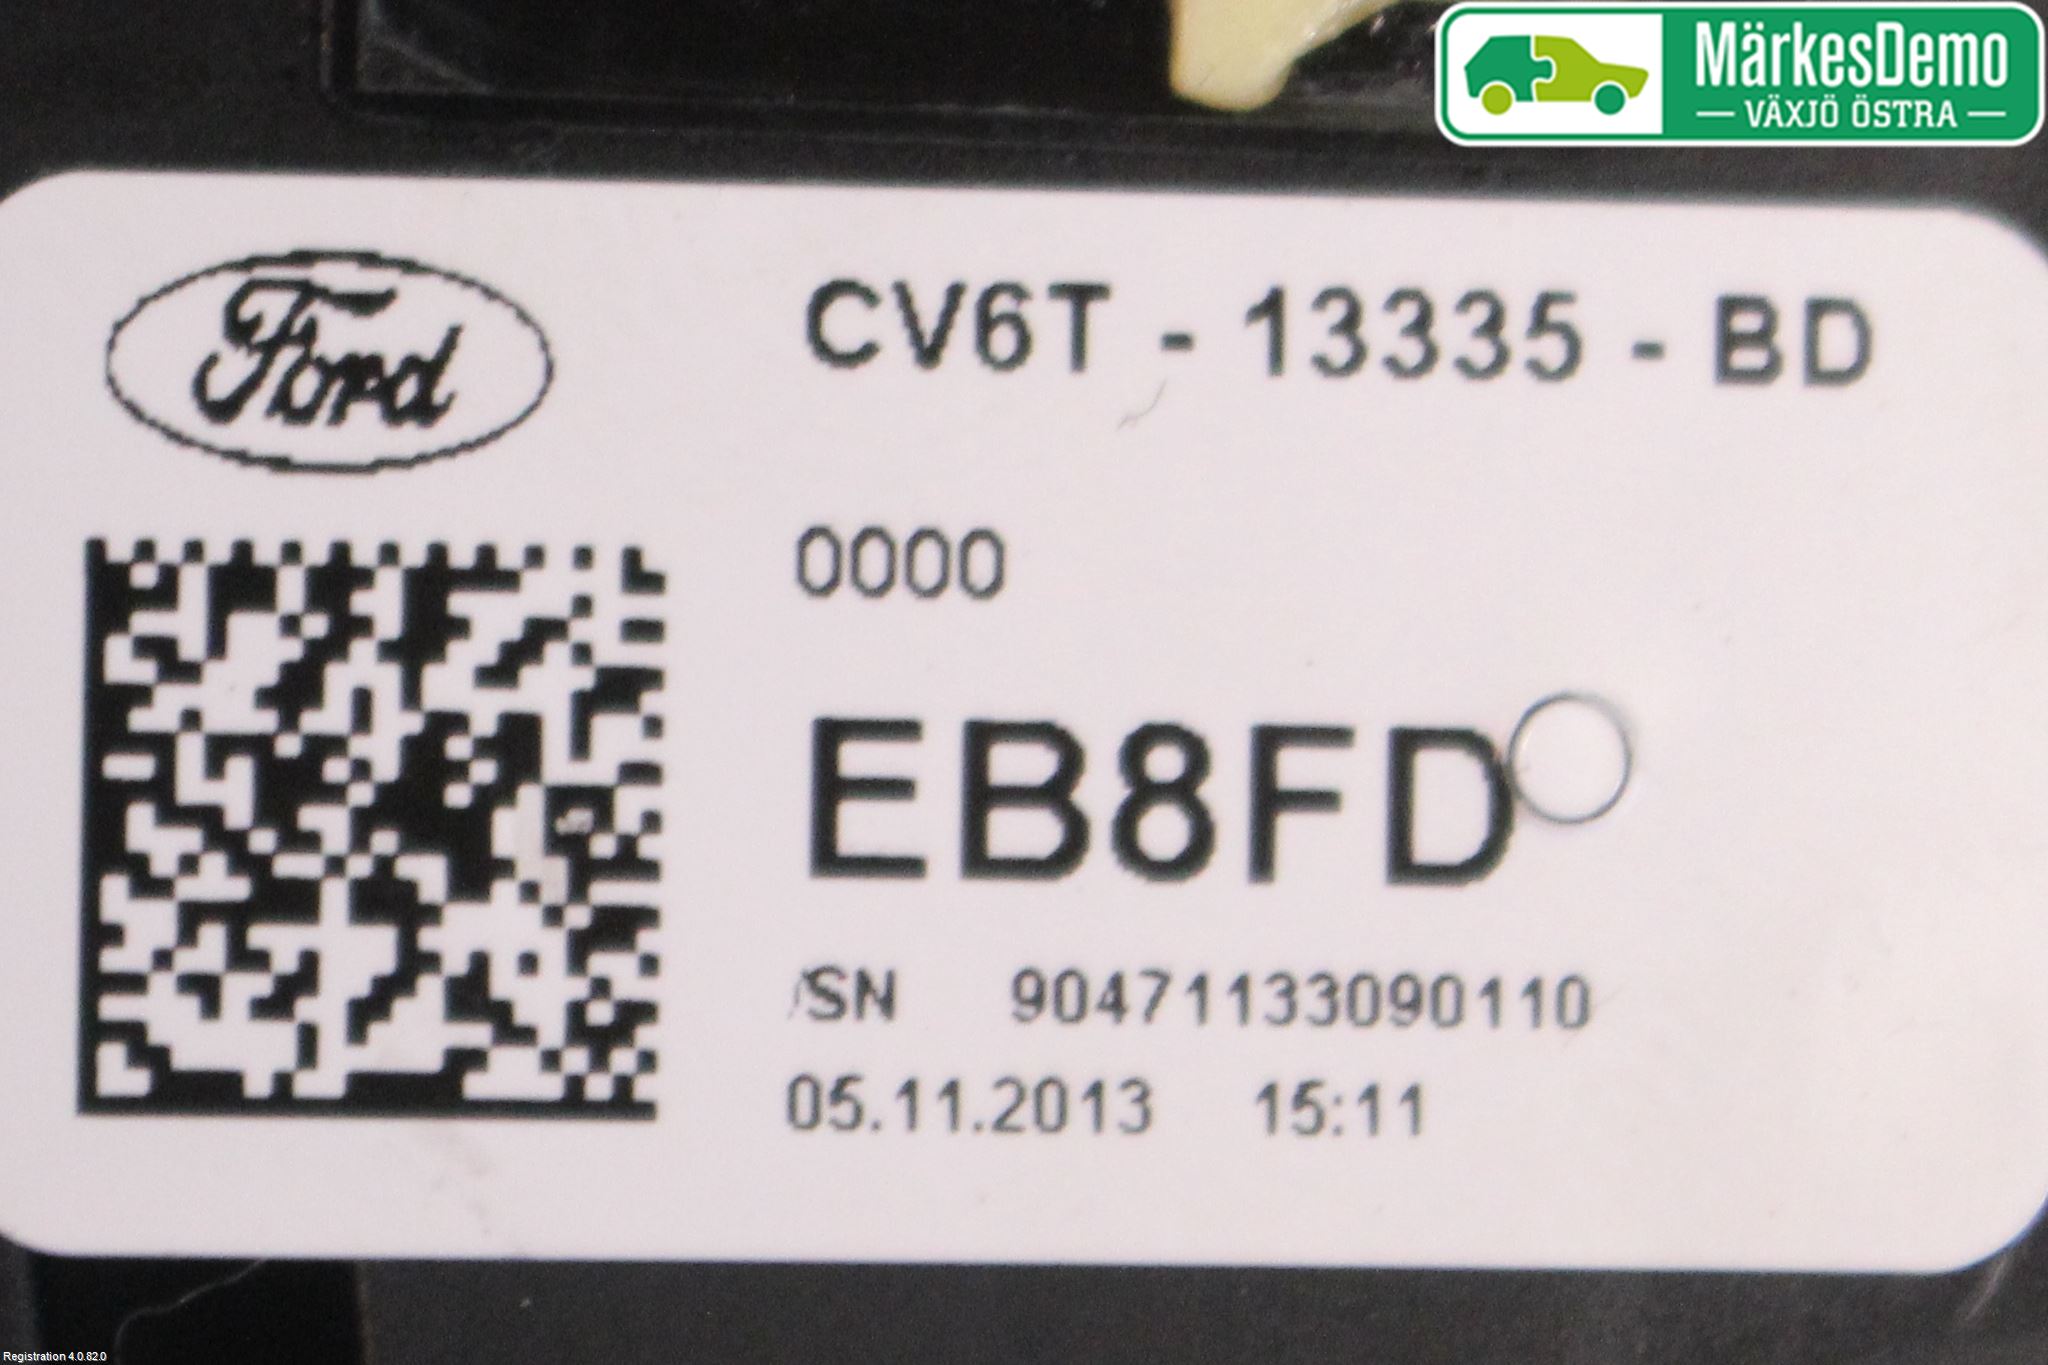 MärkesDemo
VÄXJÖ ÖSTRA
Ford
CV6T - 13335 - BD
0000
EB8FD
/SN 90471133090110
05.11.2013 15:11
Registration 4.0.82.0